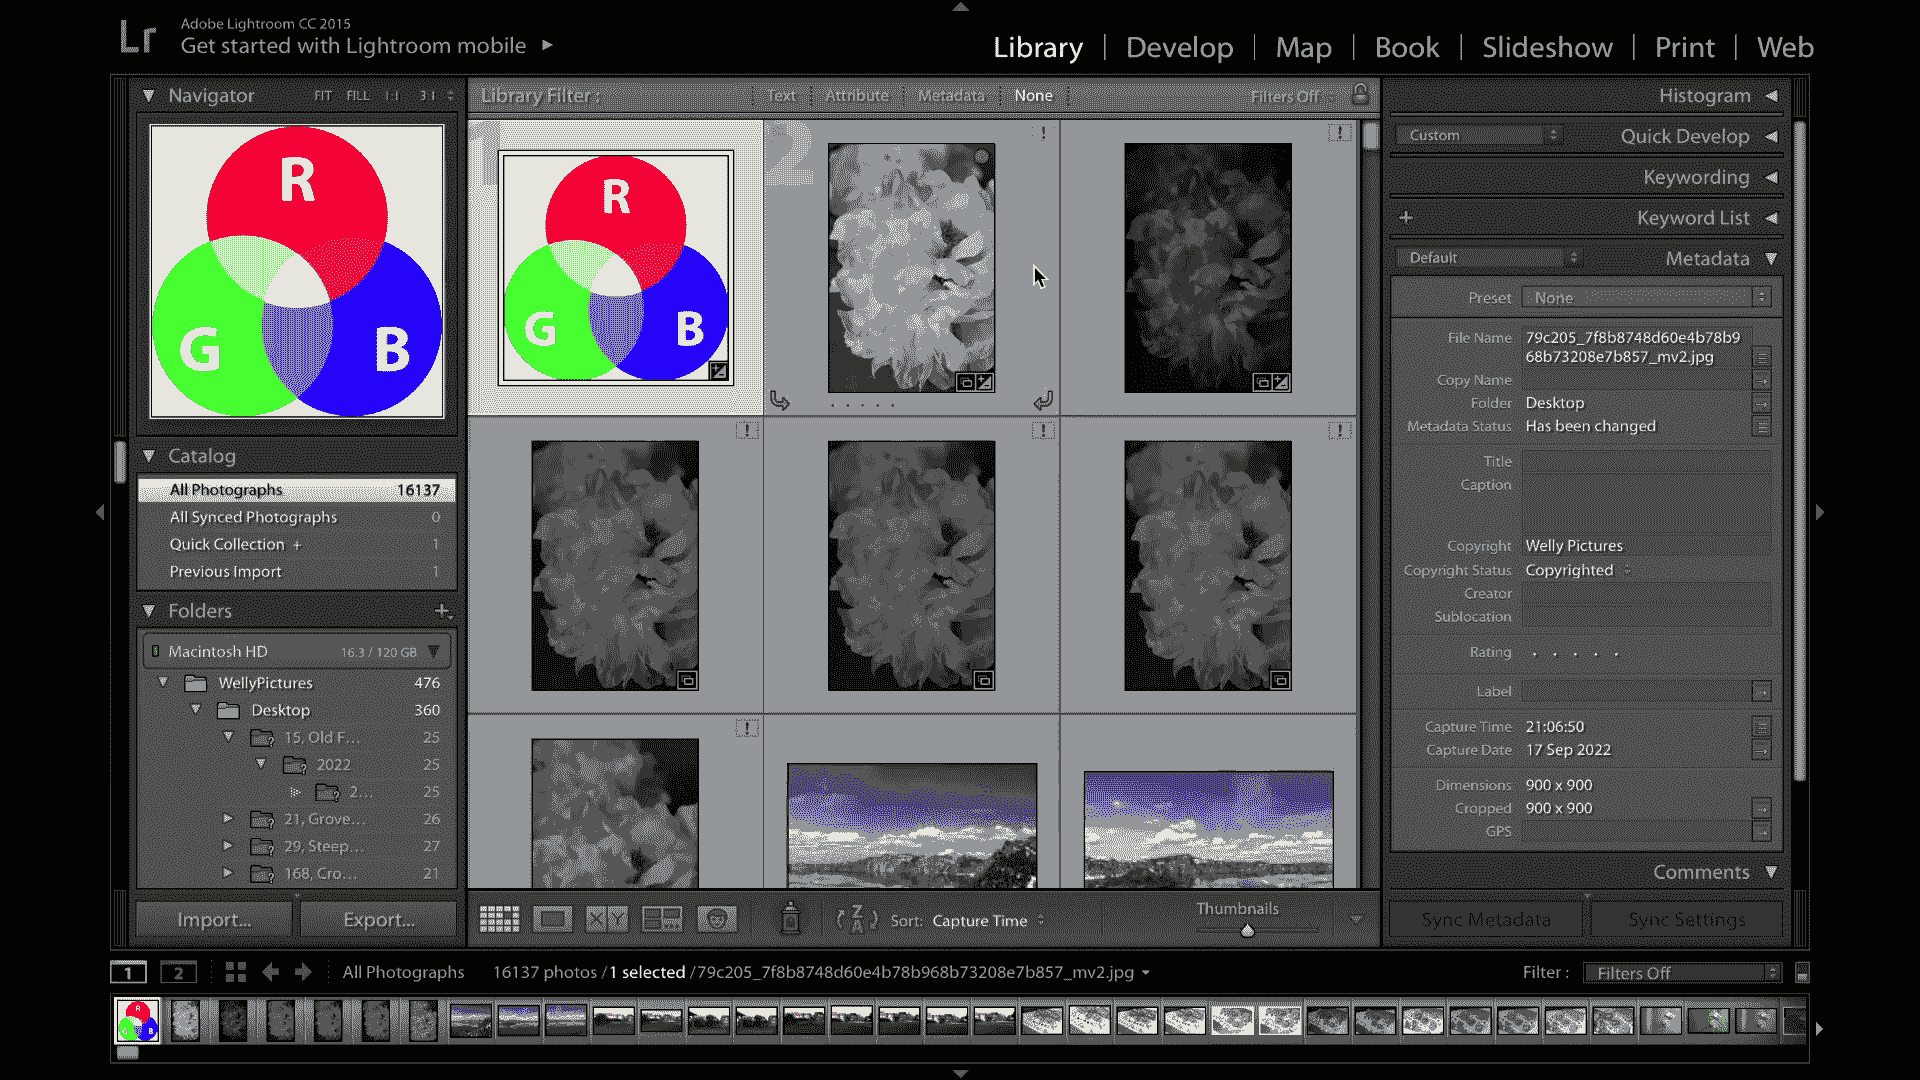 Lr
Adobe Lightroom CC 2015
Get started with Lightroom mobile
Library
Develop
Map
Book
Slideshow
Print
Web
Navigator
FIT FILL 1:1 3:1
R
G
B
Catalog
All Photographs 16137
All Synced Photographs 0
Quick Collection + 1
Previous Import 1
Folders
Macintosh HD 16.3 / 120 GB
WellyPictures 476
Desktop 360
15, Old F... 25
2022 25
2... 25
21, Grove... 26
29, Steep... 27
168, Cro... 21
Import...
Export...
Library Filter :
Text
Attribute
Metadata
None
Filters Off
1
R
G
B
2
Sort: Capture Time
Thumbnails
Histogram
Custom
Quick Develop
Keywording
Keyword List
Default
Metadata
Preset None
File Name 79c205_7f8b8748d60e4b78b9
68b73208e7b857_mv2.jpg
Copy Name
Folder Desktop
Metadata Status Has been changed
Title
Caption
Copyright Welly Pictures
Copyright Status Copyrighted
Creator
Sublocation
Rating
Label
Capture Time 21:06:50
Capture Date 17 Sep 2022
Dimensions 900 x 900
Cropped 900 x 900
GPS
Comments
Sync Metadata
Sync Settings
1
2
All Photographs
16137 photos / 1 selected / 79c205_7f8b8748d60e4b78b968b73208e7b857_mv2.jpg
Filter : Filters Off
R
G
B